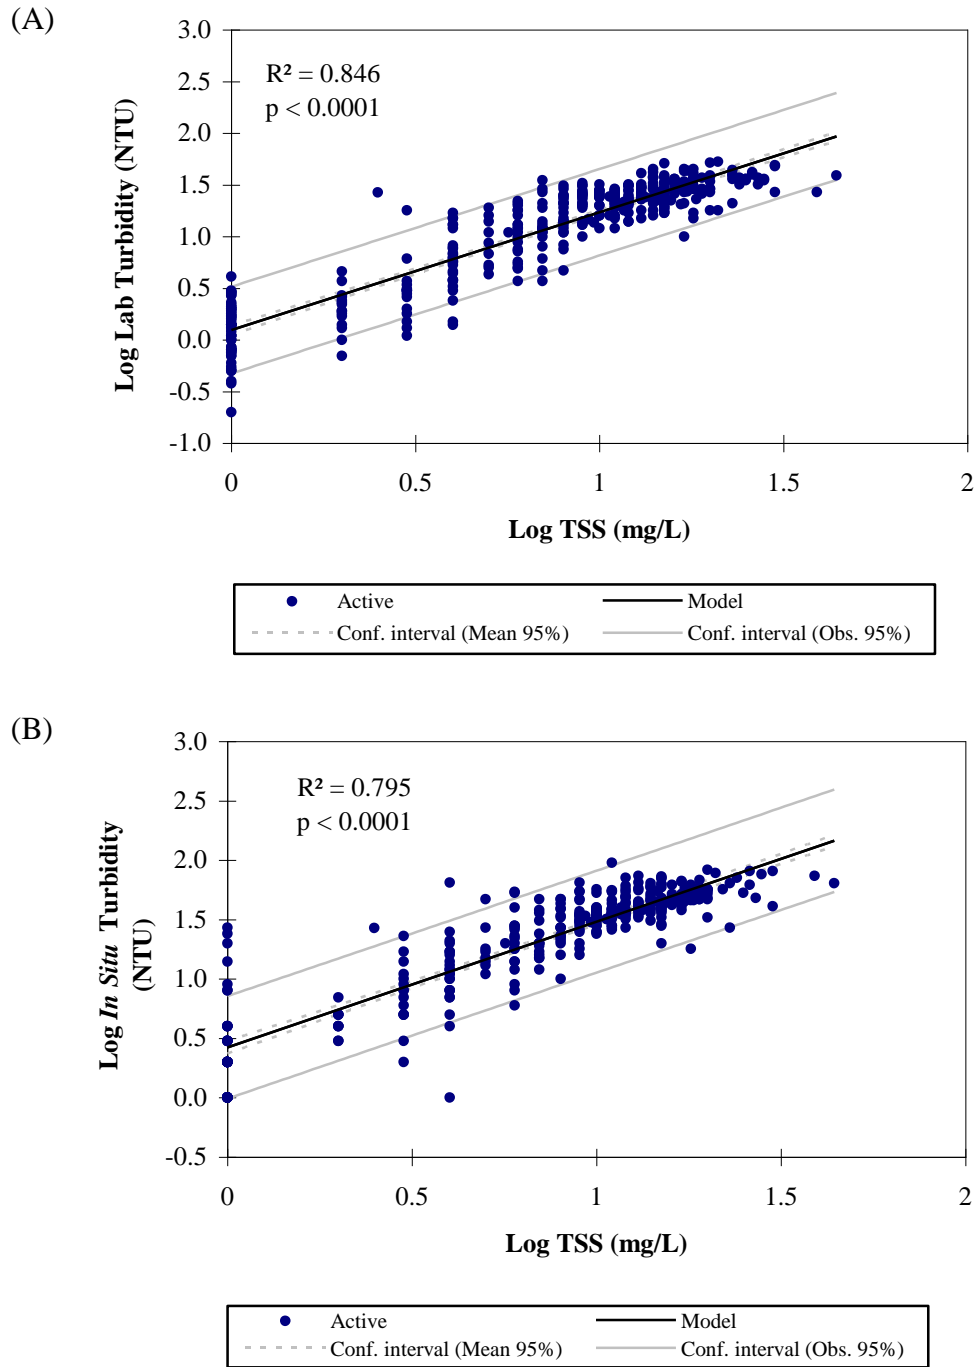 (A)
3.0
2.5
2.0
1.5
1.0
0.5
0.0
-0.5
-1.0
Log Lab Turbidity (NTU)
R² = 0.846
p < 0.0001
0 0.5 1 1.5 2
Log TSS (mg/L)
Active Model
Conf. interval (Mean 95%) Conf. interval (Obs. 95%)
(B)
3.0
2.5
2.0
1.5
1.0
0.5
0.0
-0.5
Log In Situ Turbidity
(NTU)
R² = 0.795
p < 0.0001
0 0.5 1 1.5 2
Log TSS (mg/L)
Active Model
Conf. interval (Mean 95%) Conf. interval (Obs. 95%)